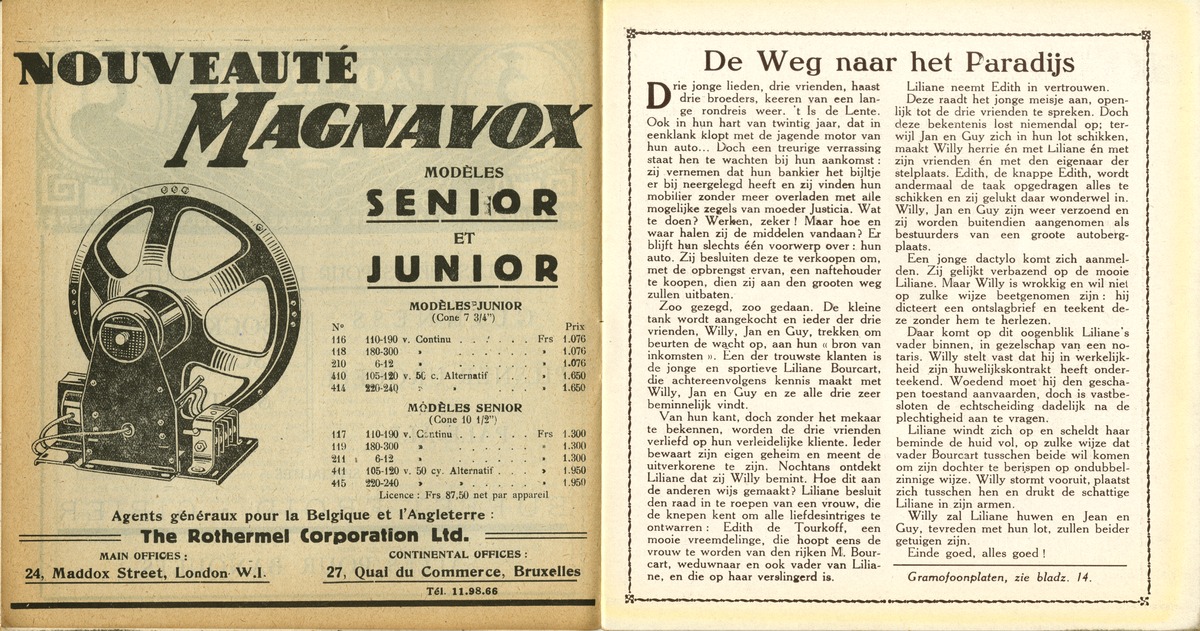 NOUVEAUTÉ
MAGNAVOX
MODÈLES
SENIOR
ET
JUNIOR
MODÈLES JUNIOR
(Cone 7 3/4")
No Prix
116 110-190 v. Continu . . . . . Frs 1.076
118 180-300 » . . . . . » 1.076
210 6-12 » . . . . . » 1.076
410 105-120 v. 50 c. Alternatif . . . . » 1.650
414 220-240 » » . . . . » 1.650
MODÈLES SENIOR
(Cone 10 1/2")
117 110-190 v. Continu . . . . . Frs 1.300
119 180-300 » . . . . . » 1.300
211 6-12 » . . . . . » 1.300
411 105-120 v. 50 cy. Alternatif . . . . » 1.950
415 220-240 » » . . . . » 1.950
Licence : Frs 87,50 net par appareil
Agents généraux pour la Belgique et l'Angleterre :
The Rothermel Corporation Ltd.
MAIN OFFICES :
24, Maddox Street, London W.I.
CONTINENTAL OFFICES :
27, Quai du Commerce, Bruxelles
Tél. 11.98.66
De Weg naar het Paradijs
Drie jonge lieden, drie vrienden, haast
drie broeders, keeren van een lan-
ge rondreis weer. 't Is de Lente.
Ook in hun hart van twintig jaar, dat in
eenklank klopt met de jagende motor van
hun auto... Doch een treurige verrassing
staat hen te wachten bij hun aankomst :
zij vernemen dat hun bankier het bijltje
er bij neergelegd heeft en zij vinden hun
mobilier zonder meer overladen met alle
mogelijke zegels van moeder Justicia. Wat
te doen? Werken, zeker ! Maar hoe en
waar halen zij de middelen vandaan? Er
blijft hun slechts één voorwerp over : hun
auto. Zij besluiten deze te verkoopen om,
met de opbrengst ervan, een naftehouder
te koopen, dien zij aan den grooten weg
zullen uitbaten.
Zoo gezegd, zoo gedaan. De kleine
tank wordt aangekocht en ieder der drie
vrienden, Willy, Jan en Guy, trekken om
beurten de wacht op, aan hun « bron van
inkomsten ». Een der trouwste klanten is
de jonge en sportieve Liliane Bourcart,
die achtereenvolgens kennis maakt met
Willy, Jan en Guy en ze alle drie zeer
beminnelijk vindt.
Van hun kant, doch zonder het mekaar
te bekennen, worden de drie vrienden
verliefd op hun verleidelijke kliente. Ieder
bewaart zijn eigen geheim en meent de
uitverkorene te zijn. Nochtans ontdekt
Liliane dat zij Willy bemint. Hoe dit aan
de anderen wijs gemaakt? Liliane besluit
den raad in te roepen van een vrouw, die
de knepen kent om alle liefdesintriges te
ontwarren : Edith de Tourkoff, een
mooie vreemdelinge, die hoopt eens de
vrouw te worden van den rijken M. Bour-
cart, weduwnaar en ook vader van Lilia-
ne, en die op haar verslingerd is.
Liliane neemt Edith in vertrouwen.
Deze raadt het jonge meisje aan, open-
lijk tot de drie vrienden te spreken. Doch
deze bekentenis lost niemendal op; ter-
wijl Jan en Guy zich in hun lot schikken,
maakt Willy herrie én met Liliane én met
zijn vrienden én met den eigenaar der
stelplaats. Edith, de knappe Edith, wordt
andermaal de taak opgedragen alles te
schikken en zij gelukt daar wonderwel in.
Willy, Jan en Guy zijn weer verzoend en
zij worden buitendien aangenomen als
bestuurders van een groote autoberg-
plaats.
Een jonge dactylo komt zich aanmel-
den. Zij gelijkt verbazend op de mooie
Liliane. Maar Willy is wrokkig en wil niet
op zulke wijze beetgenomen zijn : hij
dicteert een ontslagbrief en teekent de-
ze zonder hem te herlezen.
Daar komt op dit oogenblik Liliane's
vader binnen, in gezelschap van een no-
taris. Willy stelt vast dat hij in werkelijk-
heid zijn huwelijkskontrakt heeft onder-
teekend. Woedend moet hij den gescha-
pen toestand aanvaarden, doch is vastbe-
sloten de echtscheiding dadelijk na de
plechtigheid aan te vragen.
Liliane windt zich op en scheldt haar
beminde de huid vol, op zulke wijze dat
vader Bourcart tusschen beide wil komen
om zijn dochter te berispen op ondubbel-
zinnige wijze. Willy stormt vooruit, plaatst
zich tusschen hen en drukt de schattige
Liliane in zijn armen.
Willy zal Liliane huwen en Jean en
Guy, tevreden met hun lot, zullen beider
getuigen zijn.
Einde goed, alles goed !
Gramofoonplaten, zie bladz. 14.